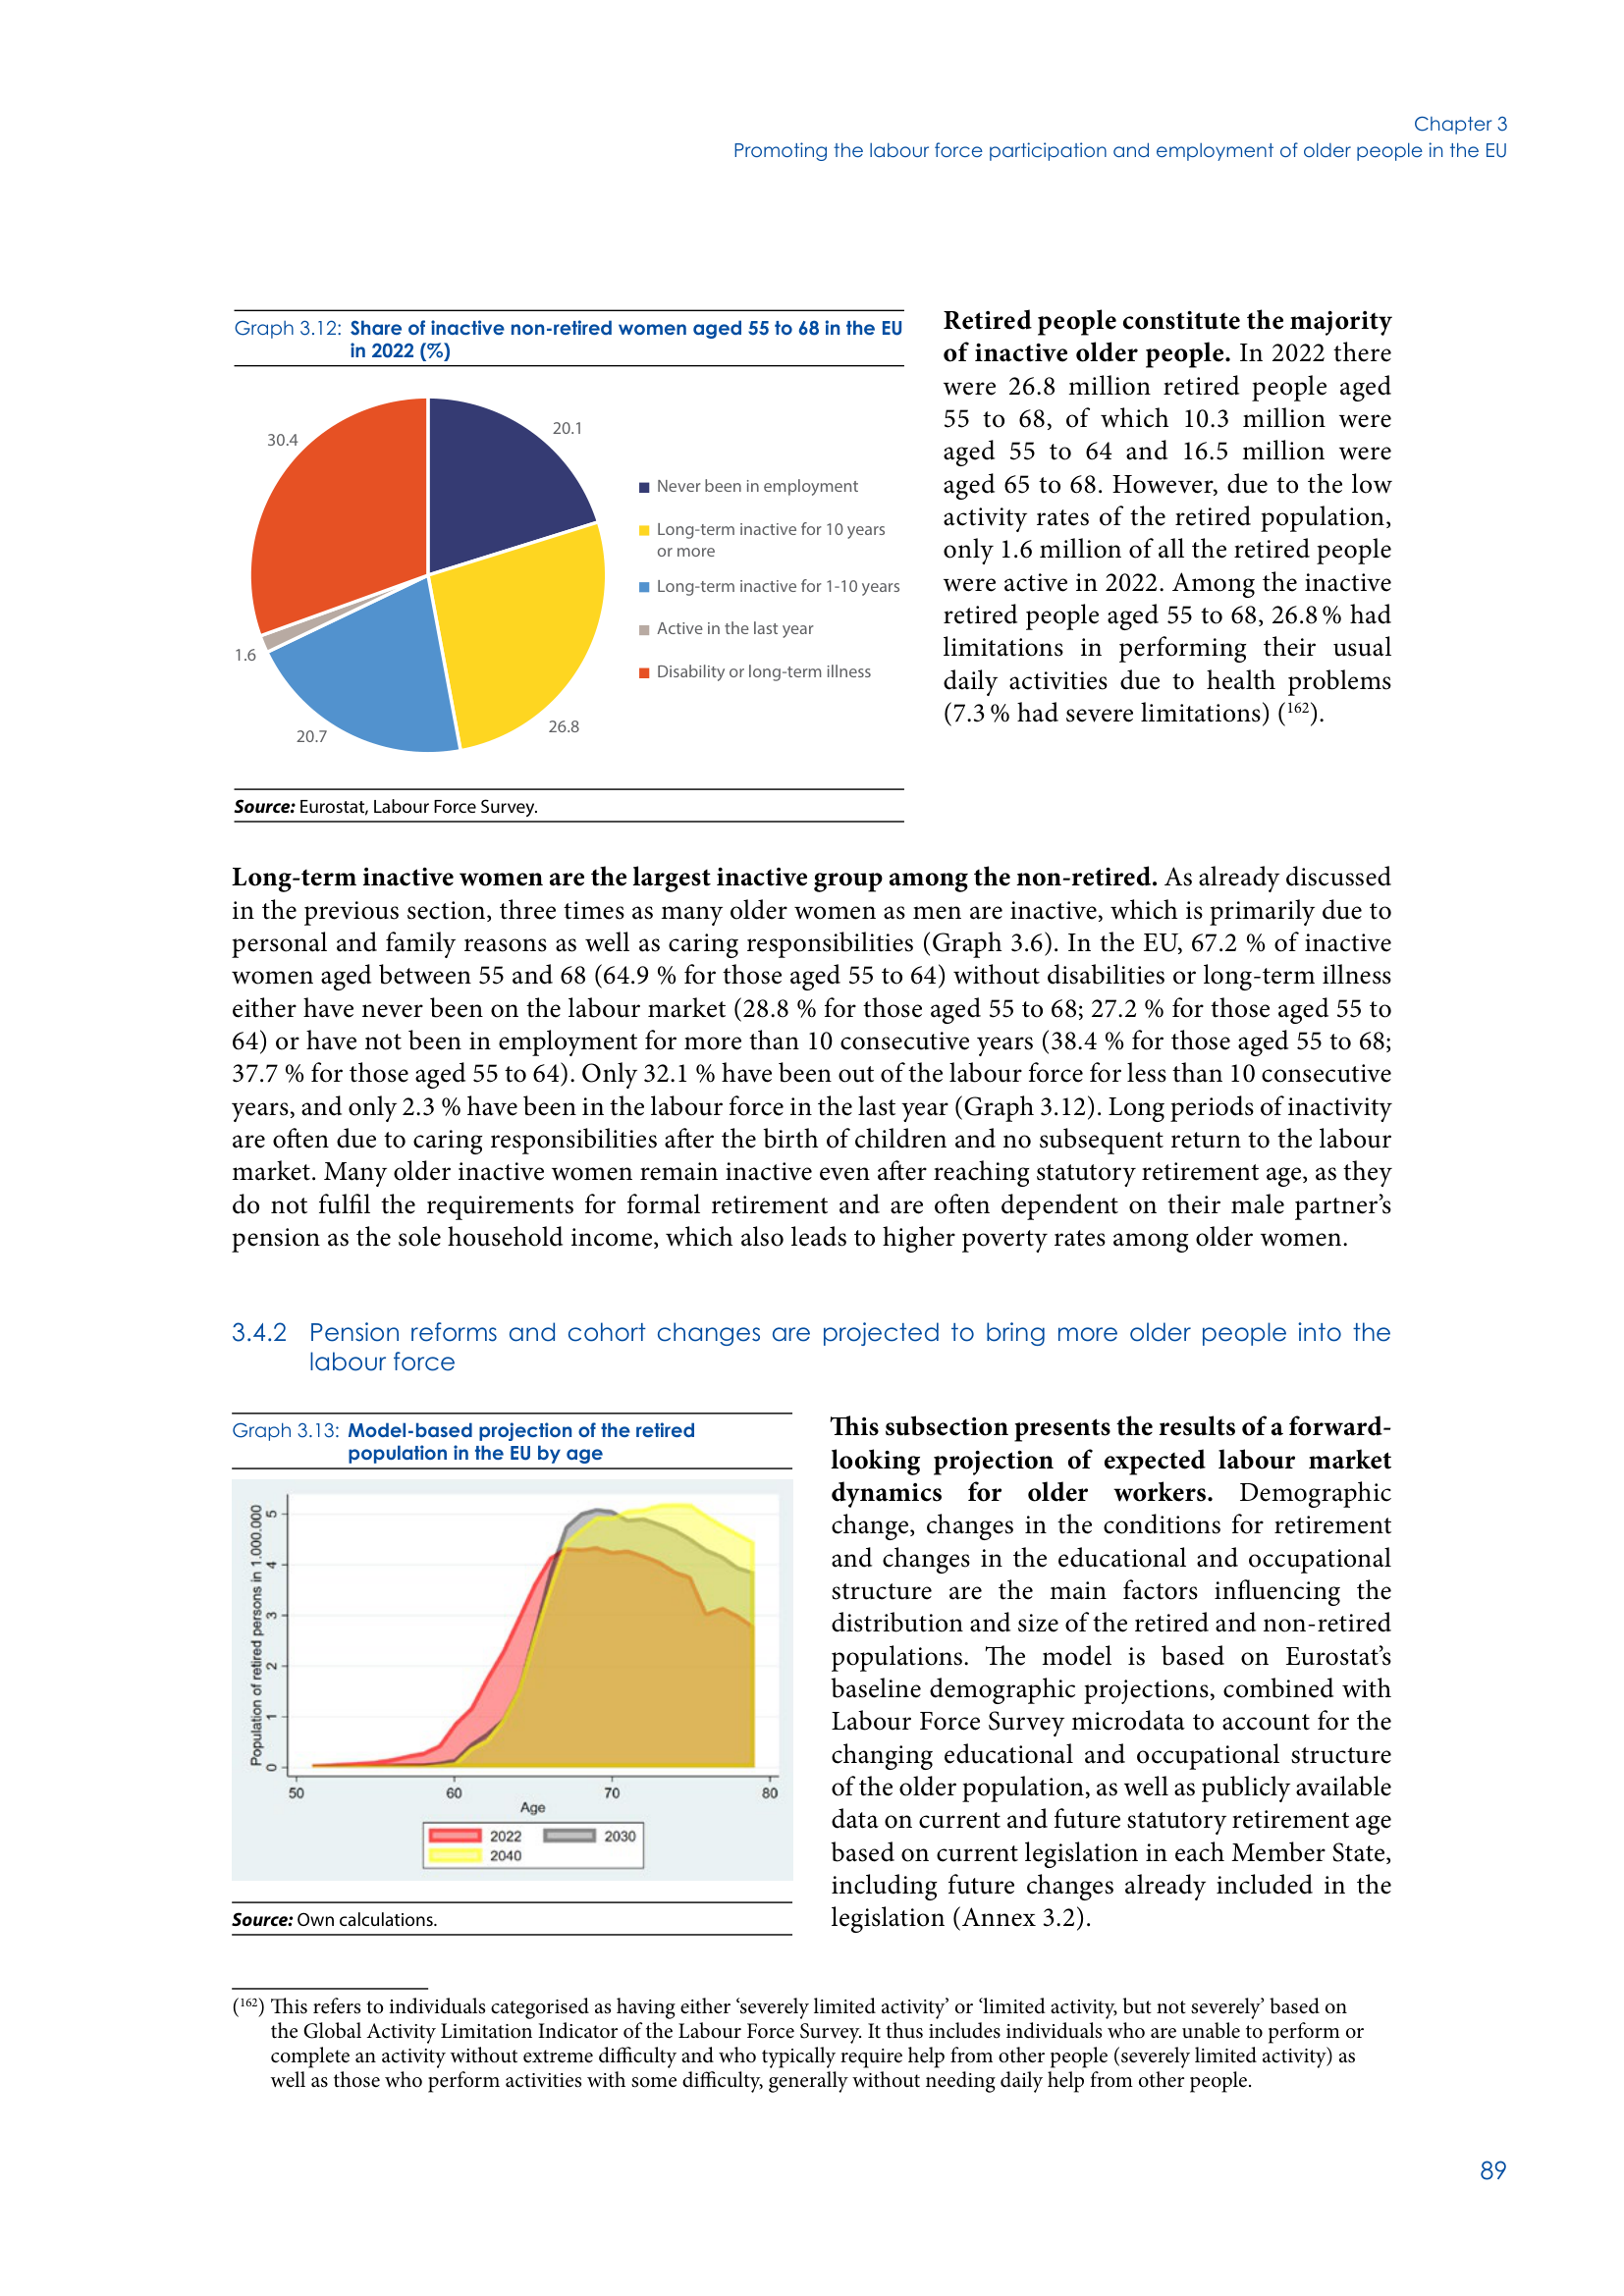 Chapter 3
Promoting the labour force participation and employment of older people in the EU
Graph 3.12: Share of inactive non-retired women aged 55 to 68 in the EU
in 2022 (%)
30.4
20.1
1.6
20.7
26.8
Never been in employment
Long-term inactive for 10 years
or more
Long-term inactive for 1-10 years
Active in the last year
Disability or long-term illness
Source: Eurostat, Labour Force Survey.
Retired people constitute the majority
of inactive older people. In 2022 there
were 26.8 million retired people aged
55 to 68, of which 10.3 million were
aged 55 to 64 and 16.5 million were
aged 65 to 68. However, due to the low
activity rates of the retired population,
only 1.6 million of all the retired people
were active in 2022. Among the inactive
retired people aged 55 to 68, 26.8 % had
limitations in performing their usual
daily activities due to health problems
(7.3 % had severe limitations) (162).
Long-term inactive women are the largest inactive group among the non-retired. As already discussed
in the previous section, three times as many older women as men are inactive, which is primarily due to
personal and family reasons as well as caring responsibilities (Graph 3.6). In the EU, 67.2 % of inactive
women aged between 55 and 68 (64.9 % for those aged 55 to 64) without disabilities or long-term illness
either have never been on the labour market (28.8 % for those aged 55 to 68; 27.2 % for those aged 55 to
64) or have not been in employment for more than 10 consecutive years (38.4 % for those aged 55 to 68;
37.7 % for those aged 55 to 64). Only 32.1 % have been out of the labour force for less than 10 consecutive
years, and only 2.3 % have been in the labour force in the last year (Graph 3.12). Long periods of inactivity
are often due to caring responsibilities after the birth of children and no subsequent return to the labour
market. Many older inactive women remain inactive even after reaching statutory retirement age, as they
do not fulfil the requirements for formal retirement and are often dependent on their male partner's
pension as the sole household income, which also leads to higher poverty rates among older women.
3.4.2 Pension reforms and cohort changes are projected to bring more older people into the
labour force
Graph 3.13: Model-based projection of the retired
population in the EU by age
Population of retired persons in 1.000.000
5
4
3
2
1
0
50
60
70
80
Age
2022
2030
2040
Source: Own calculations.
This subsection presents the results of a forward-
looking projection of expected labour market
dynamics for older workers. Demographic
change, changes in the conditions for retirement
and changes in the educational and occupational
structure are the main factors influencing the
distribution and size of the retired and non-retired
populations. The model is based on Eurostat's
baseline demographic projections, combined with
Labour Force Survey microdata to account for the
changing educational and occupational structure
of the older population, as well as publicly available
data on current and future statutory retirement age
based on current legislation in each Member State,
including future changes already included in the
legislation (Annex 3.2).
(162) This refers to individuals categorised as having either 'severely limited activity' or 'limited activity, but not severely' based on
the Global Activity Limitation Indicator of the Labour Force Survey. It thus includes individuals who are unable to perform or
complete an activity without extreme difficulty and who typically require help from other people (severely limited activity) as
well as those who perform activities with some difficulty, generally without needing daily help from other people.
89